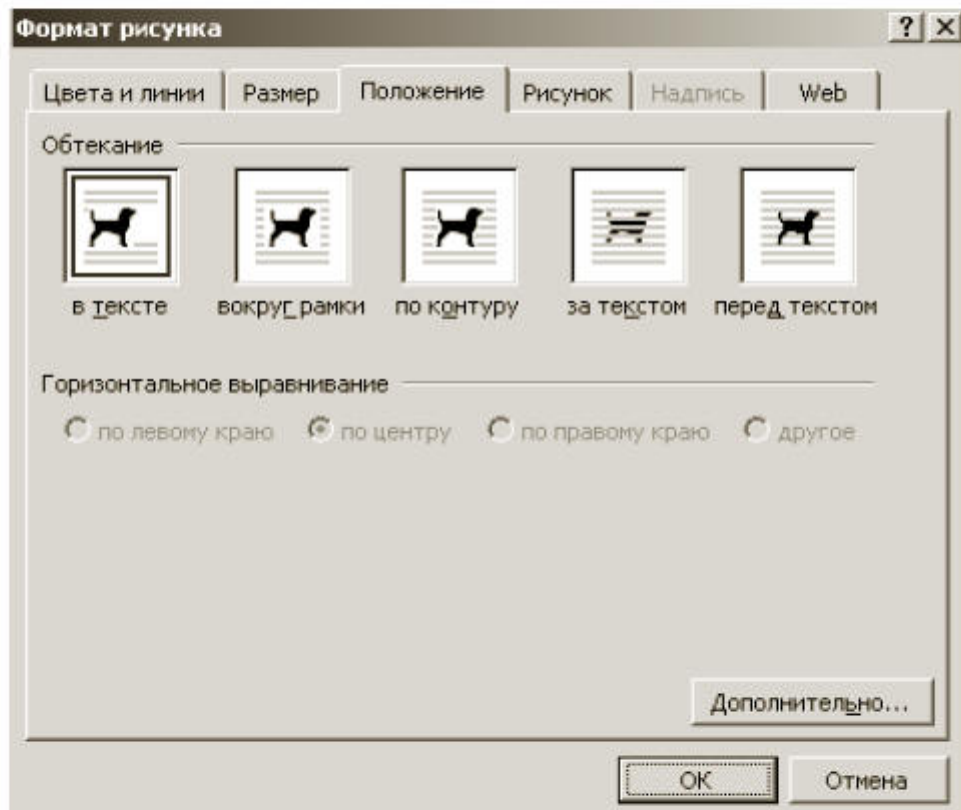 Формат рисунка
Цвета и линии Размер Положение Рисунок Надпись Web
Обтекание
в тексте вокруг рамки по контуру за текстом перед текстом
Горизонтальное выравнивание
по левому краю по центру по правому краю другое
Дополнительно...
ОК Отмена